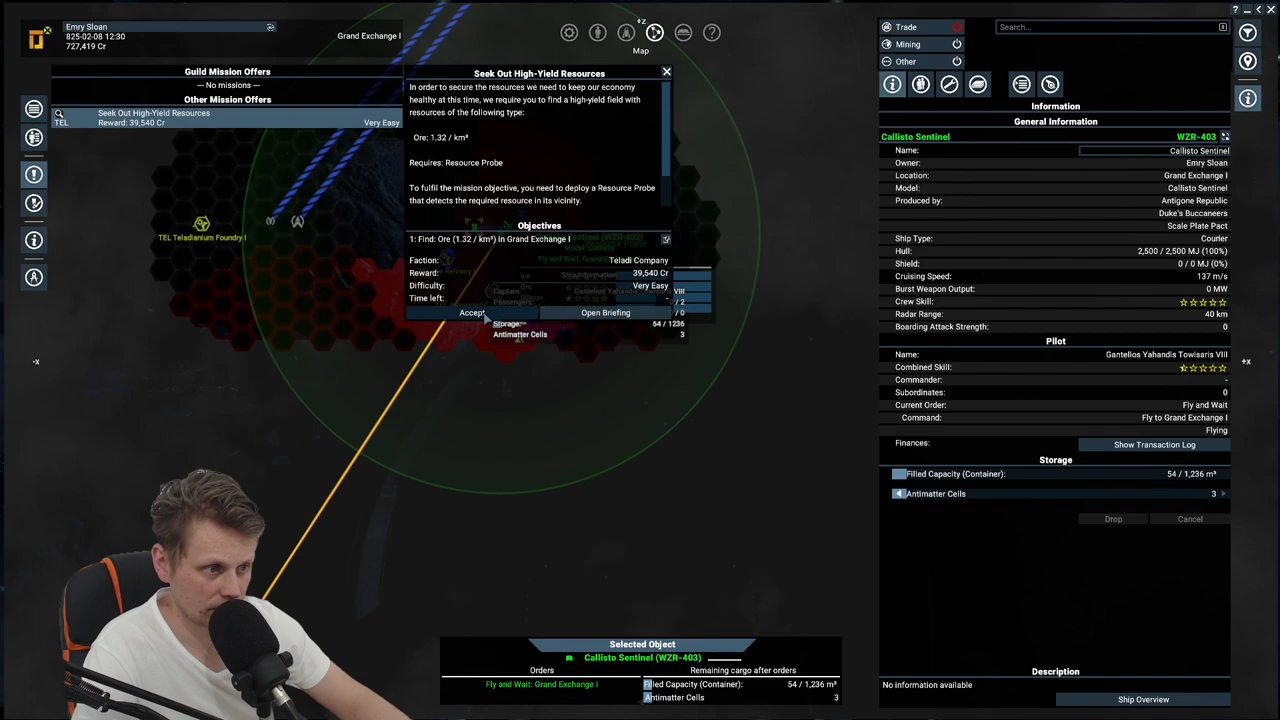 Emry Sloan
825-02-08 12:30
727,419 Cr
Grand Exchange I
+z
Map
Guild Mission Offers
--- No missions ---
Other Mission Offers
Seek Out High-Yield Resources
TEL Reward: 39,540 Cr Very Easy
TEL Teladianium Foundry I
Seek Out High-Yield Resources
In order to secure the resources we need to keep our economy
healthy at this time, we require you to find a high-yield field with
resources of the following type:
Ore: 1.32 / km³
Requires: Resource Probe
To fulfil the mission objective, you need to deploy a Resource Probe
that detects the required resource in its vicinity.
Objectives
1: Find: Ore (1.32 / km³) in Grand Exchange I
Faction: Teladi Company
Reward: 39,540 Cr
Difficulty: Very Easy
Time left: -
Accept
Open Briefing
Captain: Gantelios Yahandis Towisaris VIII
Passengers: 0 / 2
/ 0
Storage: 54 / 1236
Antimatter Cells 3
-x
+x
Selected Object
Callisto Sentinel (WZR-403)
Orders
Remaining cargo after orders
Fly and Wait: Grand Exchange I
Filled Capacity (Container): 54 / 1,236 m³
Antimatter Cells 3
Trade
Mining
Other
Search...
Information
General Information
Callisto Sentinel WZR-403
Name: Callisto Sentinel
Owner: Emry Sloan
Location: Grand Exchange I
Model: Callisto Sentinel
Produced by: Antigone Republic
Duke's Buccaneers
Scale Plate Pact
Ship Type: Courier
Hull: 2,500 / 2,500 MJ (100%)
Shield: 0 / 0 MJ (0%)
Cruising Speed: 137 m/s
Burst Weapon Output: 0 MW
Crew Skill:
Radar Range: 40 km
Boarding Attack Strength: 0
Pilot
Name: Gantelios Yahandis Towisaris VIII
Combined Skill:
Commander: -
Subordinates: 0
Current Order: Fly and Wait
Command: Fly to Grand Exchange I
Flying
Finances: Show Transaction Log
Storage
Filled Capacity (Container): 54 / 1,236 m³
Antimatter Cells 3
Drop
Cancel
Description
No information available
Ship Overview